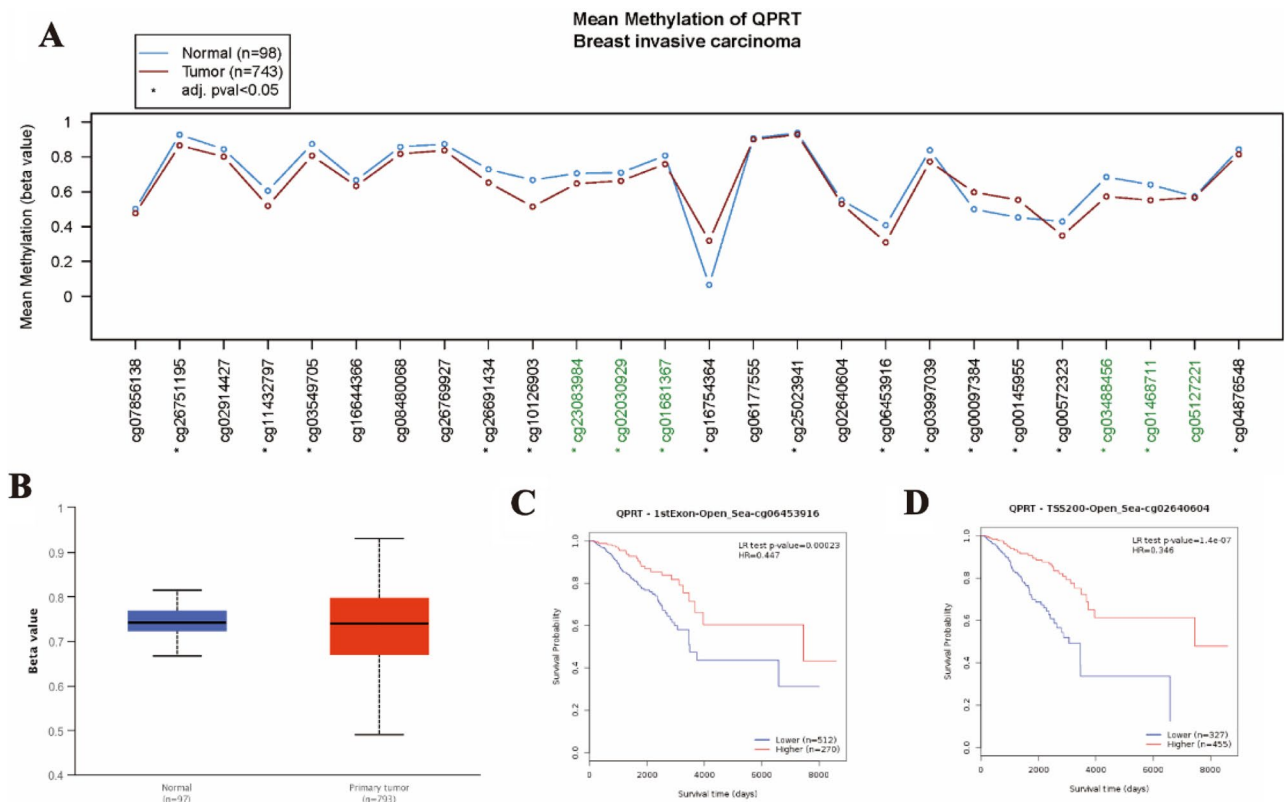 A
Mean Methylation of QPRT
Breast invasive carcinoma
Normal (n=98)
Tumor (n=743)
* adj. pval<0.05
Mean Methylation (beta value)
1
0.8
0.6
0.4
0.2
0
cg07856138
* cg26751195
cg02914427
* cg11432797
* cg03549705
cg16644366
cg08480068
cg26769927
* cg26691434
* cg10126903
* cg23083984
* cg02030929
* cg01681367
* cg16754364
cg06177555
* cg25023941
cg02640604
* cg06453916
* cg03997039
* cg00097384
* cg00145955
* cg00572323
* cg03488456
* cg01468711
cg05127221
* cg04876548
B
Beta value
1
0.9
0.8
0.7
0.6
0.5
0.4
Normal
(n=97)
Primary tumor
(n=793)
C
QPRT - 1stExon-Open_Sea-cg06453916
LR test p-value=0.00023
HR=0.447
Survival Probability
1.0
0.8
0.6
0.4
0.2
0.0
Lower (n=512)
Higher (n=270)
0 2000 4000 6000 8000
Survival time (days)
D
QPRT - TSS200-Open_Sea-cg02640604
LR test p-value=1.4e-07
HR=0.346
Survival Probability
1.0
0.8
0.6
0.4
0.2
0.0
Lower (n=327)
Higher (n=455)
0 2000 4000 6000 8000
Survival time (days)